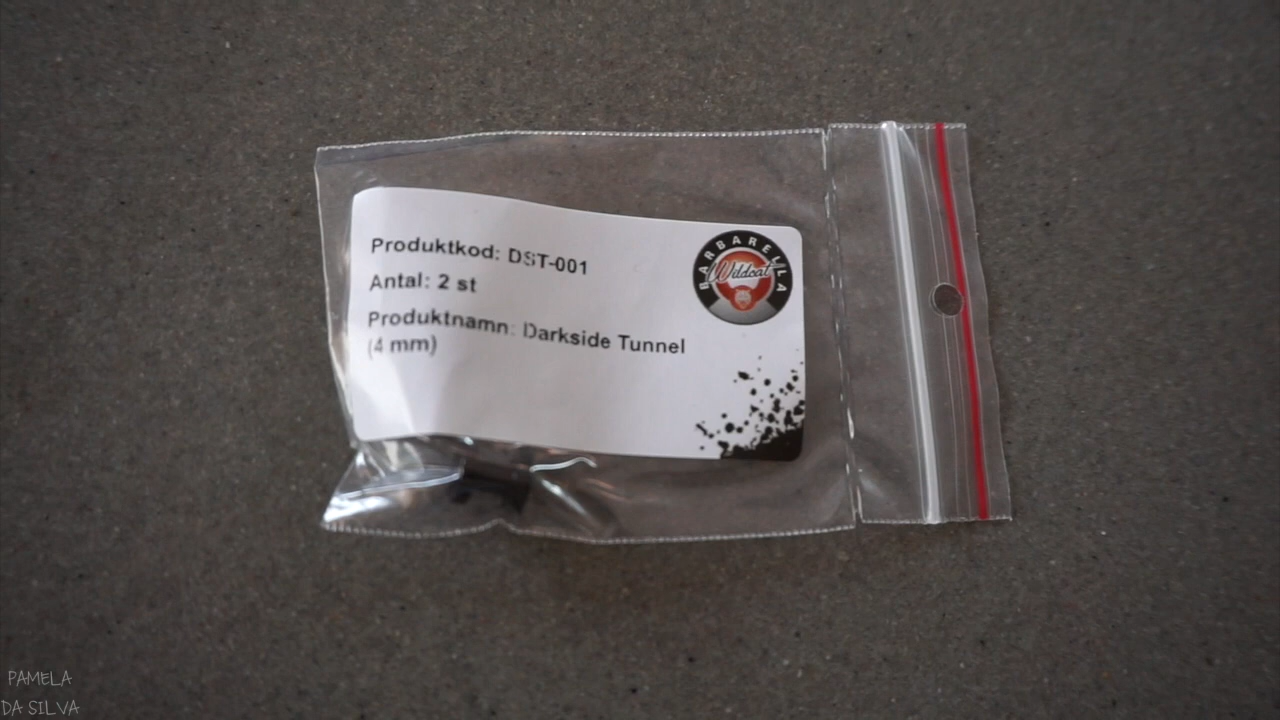 Produktkod: DST-001
Antal: 2 st
Produktnamn: Darkside Tunnel
(4 mm)
BARBARELLA
Wildcat
PAMELA
DA SILVA